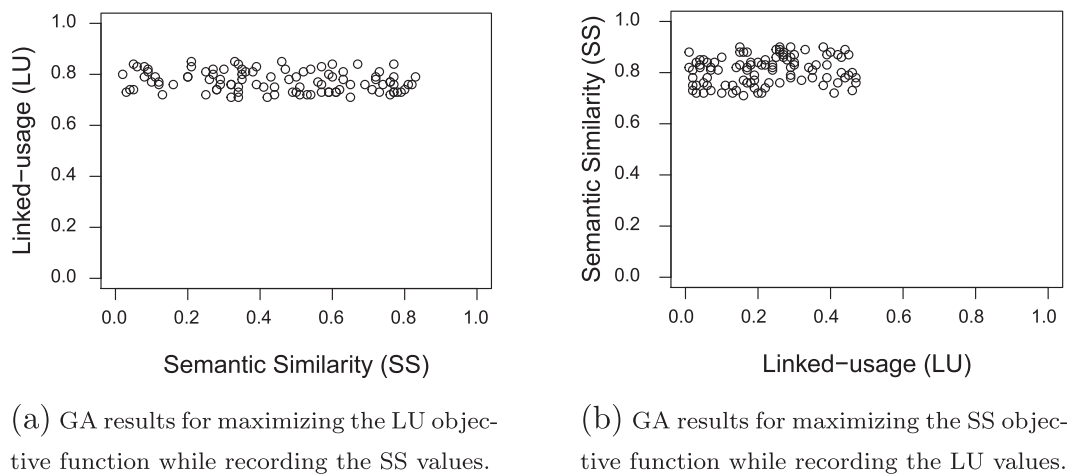 1.0
0.8
0.6
0.4
0.2
0.0
Linked−usage (LU)
0.0 0.2 0.4 0.6 0.8 1.0
Semantic Similarity (SS)
(a) GA results for maximizing the LU objec-
tive function while recording the SS values.
1.0
0.8
0.6
0.4
0.2
0.0
Semantic Similarity (SS)
0.0 0.2 0.4 0.6 0.8 1.0
Linked−usage (LU)
(b) GA results for maximizing the SS objec-
tive function while recording the LU values.